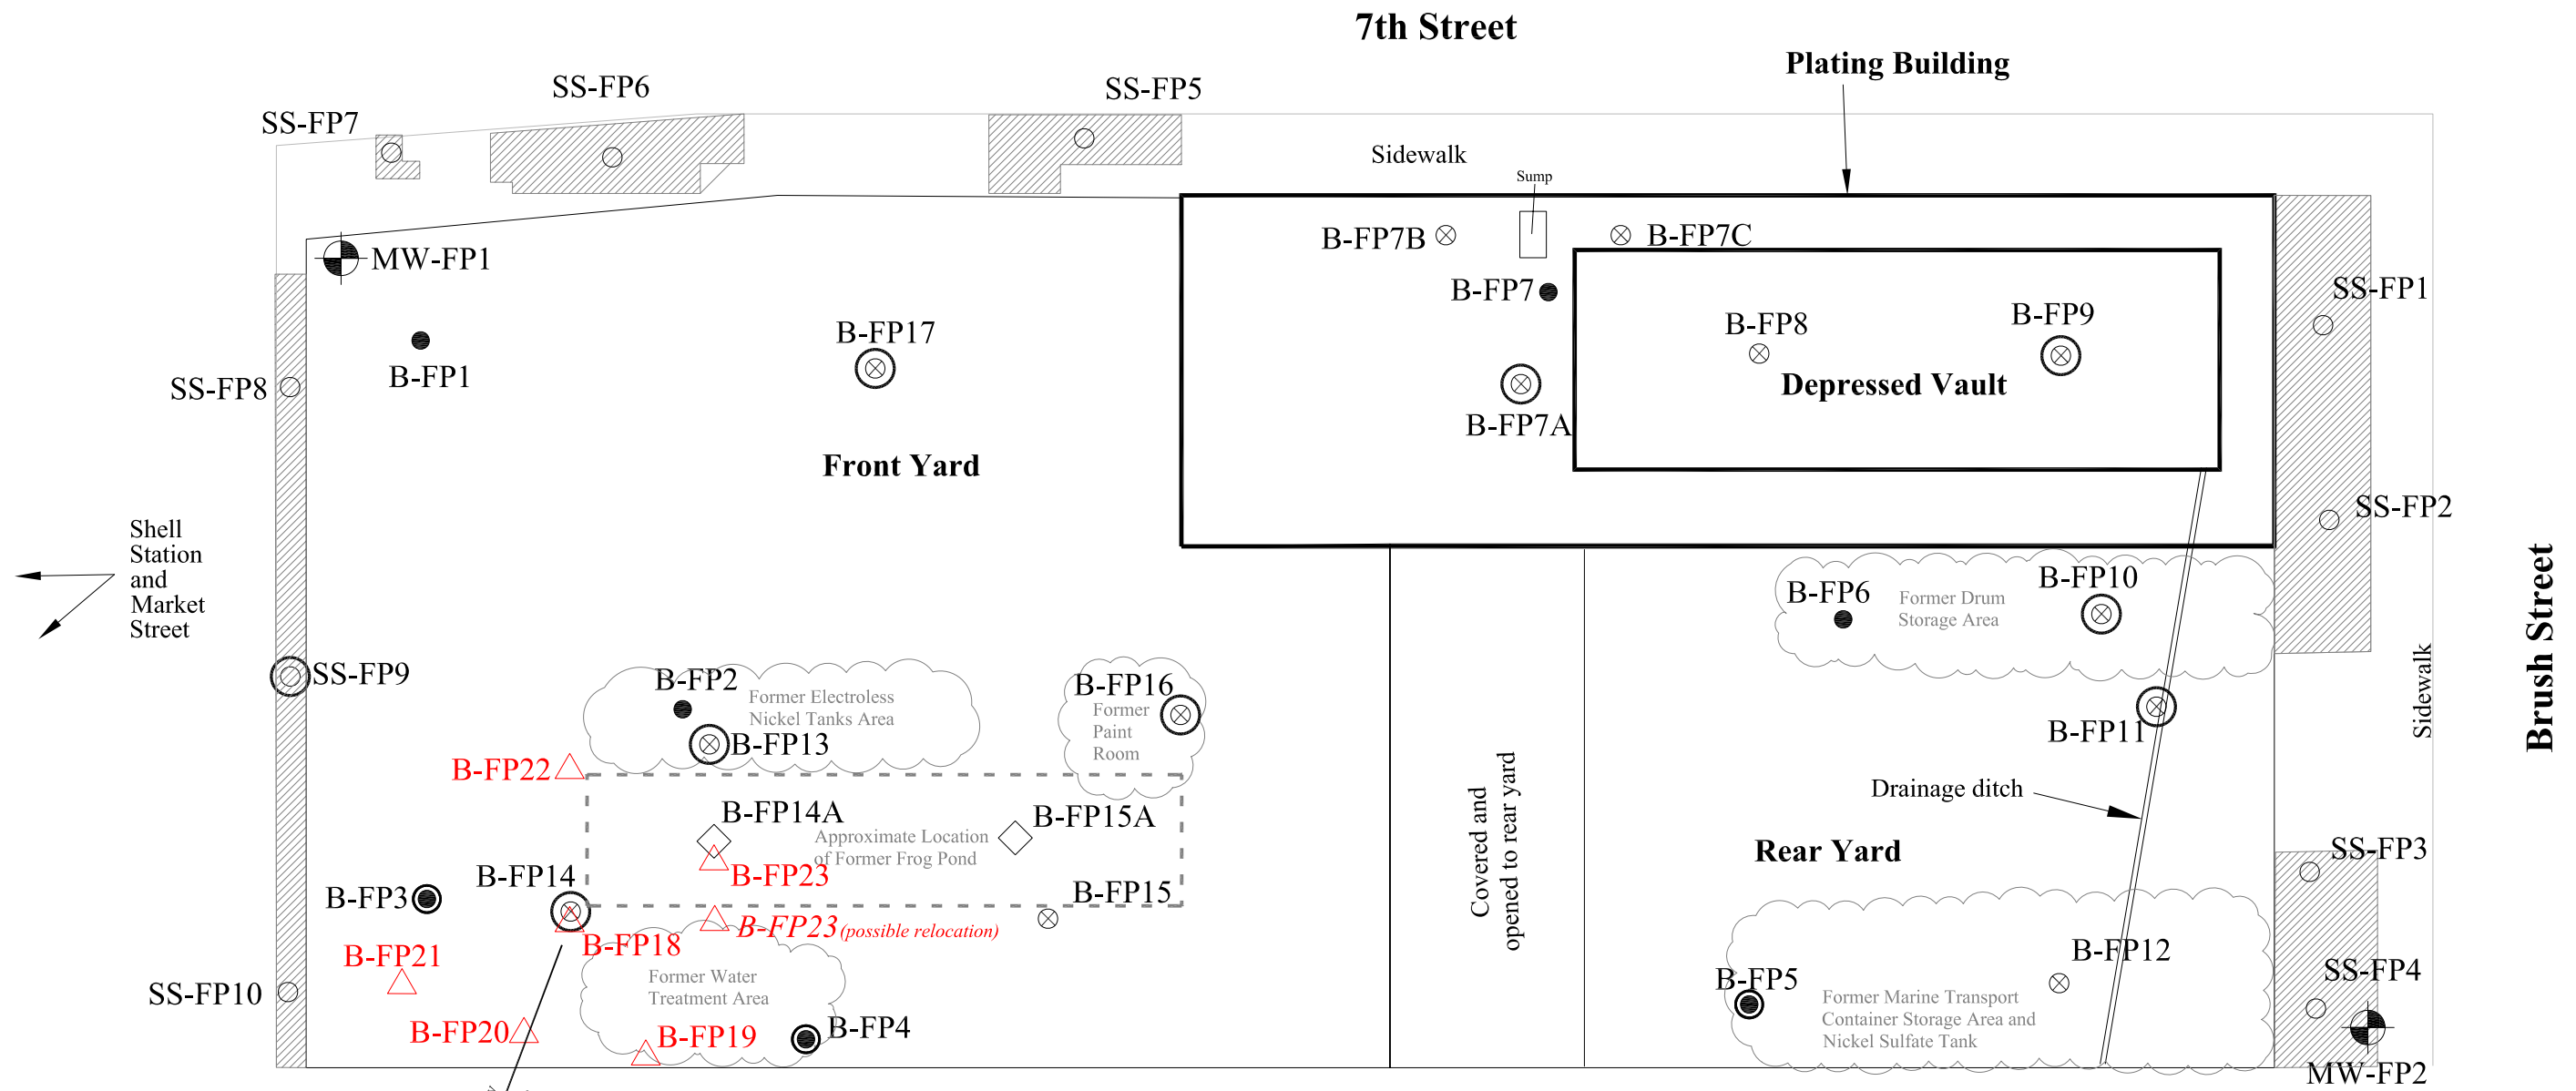 7th Street
Plating Building
SS-FP6
SS-FP5
SS-FP7
Sidewalk
Sump
B-FP7B
B-FP7C
MW-FP1
B-FP7
SS-FP1
B-FP17
B-FP8
B-FP9
B-FP1
SS-FP8
Depressed Vault
B-FP7A
Front Yard
SS-FP2
Shell
Station
and
Market
Street
B-FP6
Former Drum
Storage Area
B-FP10
Brush Street
Sidewalk
SS-FP9
B-FP2
Former Electroless
Nickel Tanks Area
B-FP13
B-FP16
Former
Paint
Room
B-FP11
B-FP22
Drainage ditch
B-FP14A
Approximate Location
of Former Frog Pond
B-FP15A
Covered and
opened to rear yard
Rear Yard
SS-FP3
B-FP23
B-FP14
B-FP3
B-FP15
B-FP23 (possible relocation)
B-FP18
B-FP21
Former Water
Treatment Area
B-FP12
SS-FP4
B-FP5
SS-FP10
Former Marine Transport
Container Storage Area and
Nickel Sulfate Tank
B-FP20
B-FP19
B-FP4
MW-FP2